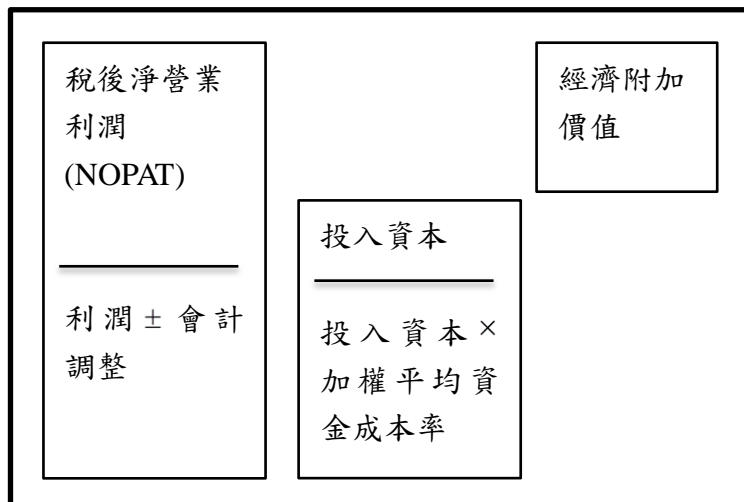 稅後淨營業
利潤
(NOPAT)
利潤± 會計
調整
投入資本
投入資本×
加權平均資
金成本率
經濟附加
價值